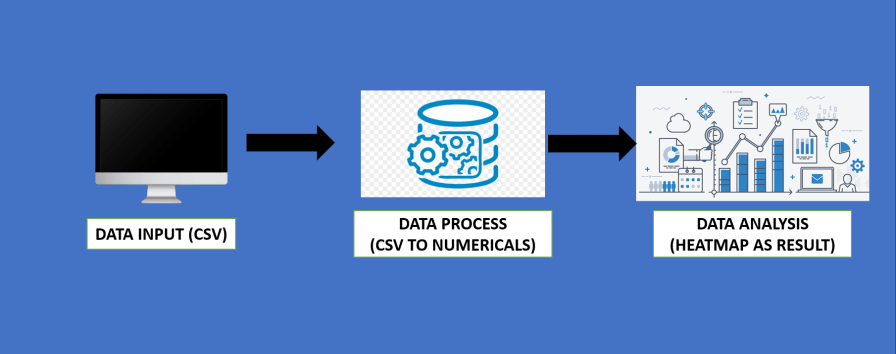 DATA INPUT (CSV)
DATA PROCESS
(CSV TO NUMERICALS)
DATA ANALYSIS
(HEATMAP AS RESULT)